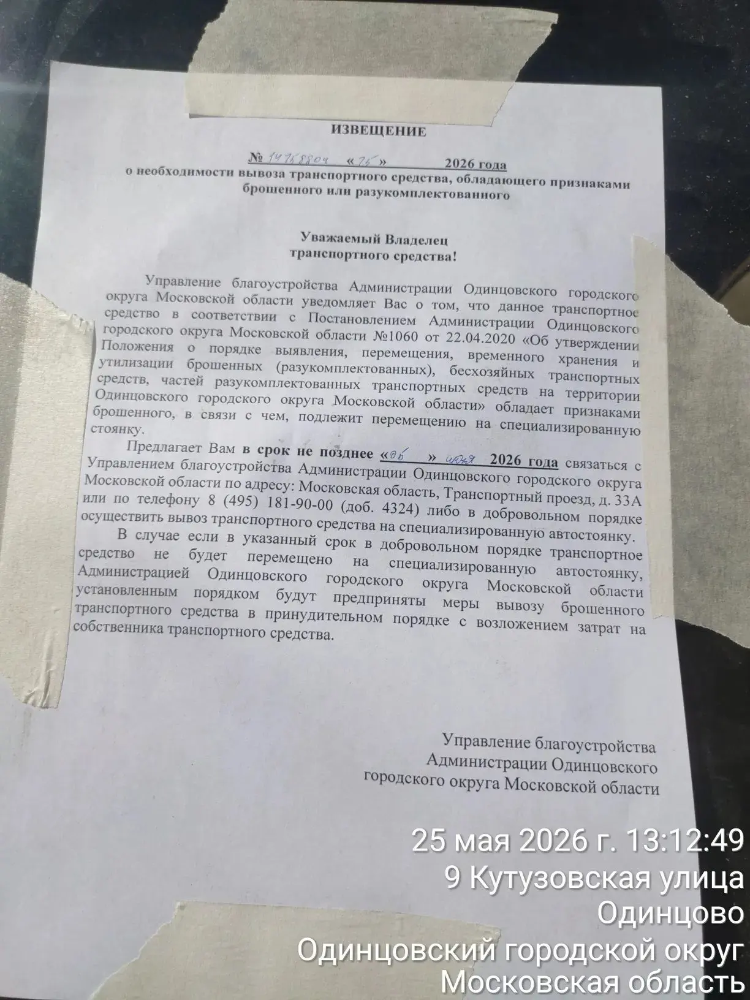 ИЗВЕЩЕНИЕ
№ 14758804 «25» 2026 года
о необходимости вывоза транспортного средства, обладающего признаками
брошенного или разукомплектованного
Уважаемый Владелец
транспортного средства!
Управление благоустройства Администрации Одинцовского городского
округа Московской области уведомляет Вас о том, что данное транспортное
средство в соответствии с Постановлением Администрации Одинцовского
городского округа Московской области №1060 от 22.04.2020 «Об утверждении
Положения о порядке выявления, перемещения, временного хранения и
утилизации брошенных (разукомплектованных), бесхозяйных транспортных
средств, частей разукомплектованных транспортных средств на территории
Одинцовского городского округа Московской области» обладает признаками
брошенного, в связи с чем, подлежит перемещению на специализированную
стоянку.
Предлагает Вам в срок не позднее «05» июня 2026 года связаться с
Управлением благоустройства Администрации Одинцовского городского округа
Московской области по адресу: Московская область, Транспортный проезд, д. 33А
или по телефону 8 (495) 181-90-00 (доб. 4324) либо в добровольном порядке
осуществить вывоз транспортного средства на специализированную автостоянку.
В случае если в указанный срок в добровольном порядке транспортное
средство не будет перемещено на специализированную автостоянку,
Администрацией Одинцовского городского округа Московской области
установленным порядком будут предприняты меры вывозу брошенного
транспортного средства в принудительном порядке с возложением затрат на
собственника транспортного средства.
Управление благоустройства
Администрации Одинцовского
городского округа Московской области
25 мая 2026 г. 13:12:49
9 Кутузовская улица
Одинцово
Одинцовский городской округ
Московская область